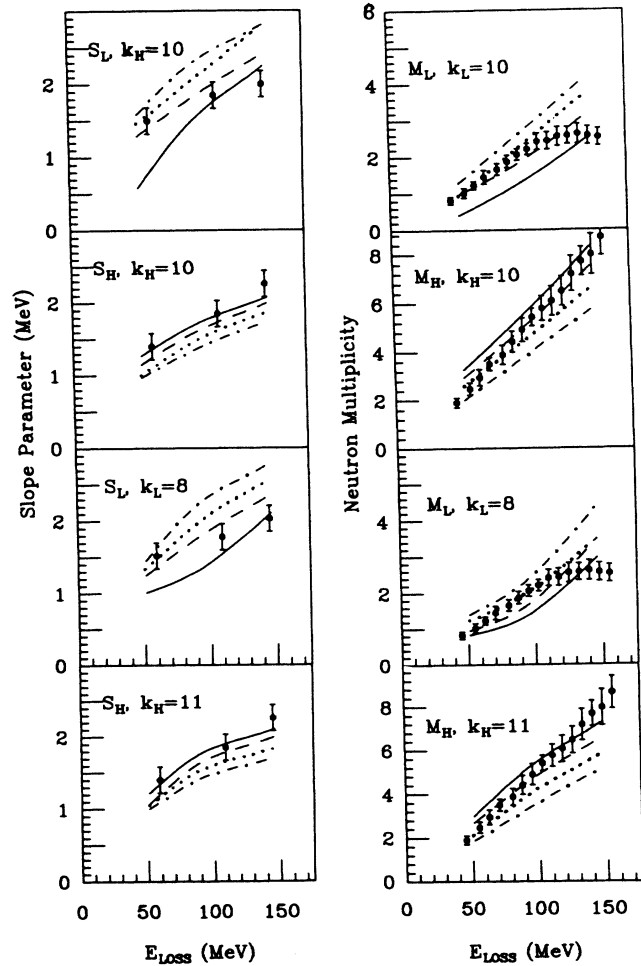 S_L, k_H=10
2
1
0
S_H, k_H=10
2
1
0
S_L, k_L=8
2
1
0
S_H, k_H=11
2
1
0
0 50 100 150
E_LOSS (MeV)
Slope Parameter (MeV)
6
M_L, k_L=10
4
2
0
M_H, k_H=10
8
6
4
2
0
M_L, k_L=8
4
2
0
M_H, k_H=11
8
6
4
2
0
0 50 100 150
E_LOSS (MeV)
Neutron Multiplicity